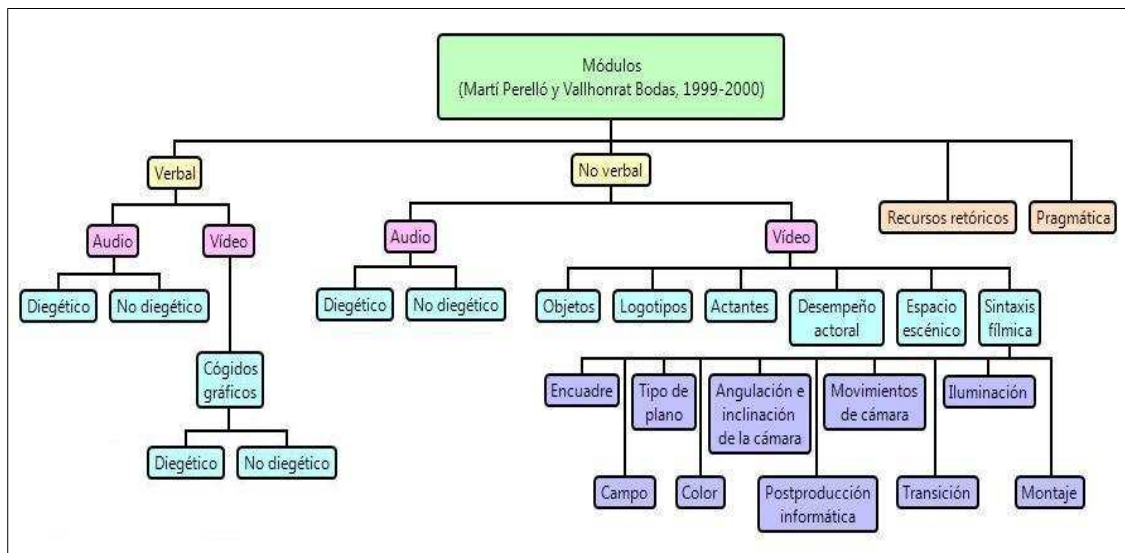 Módulos
(Martí Perelló y Vallhonrat Bodas, 1999-2000)
Verbal
No verbal
Recursos retóricos
Pragmática
Audio
Vídeo
Audio
Vídeo
Diegético
No diegético
Diegético
No diegético
Objetos
Logotipos
Actantes
Desempeño
actoral
Espacio
escénico
Sintaxis
fílmica
Cógidos
gráficos
Diegético
No diegético
Encuadre
Tipo de
plano
Angulación e
inclinación
de la cámara
Movimientos
de cámara
Iluminación
Campo
Color
Postproducción
informática
Transición
Montaje